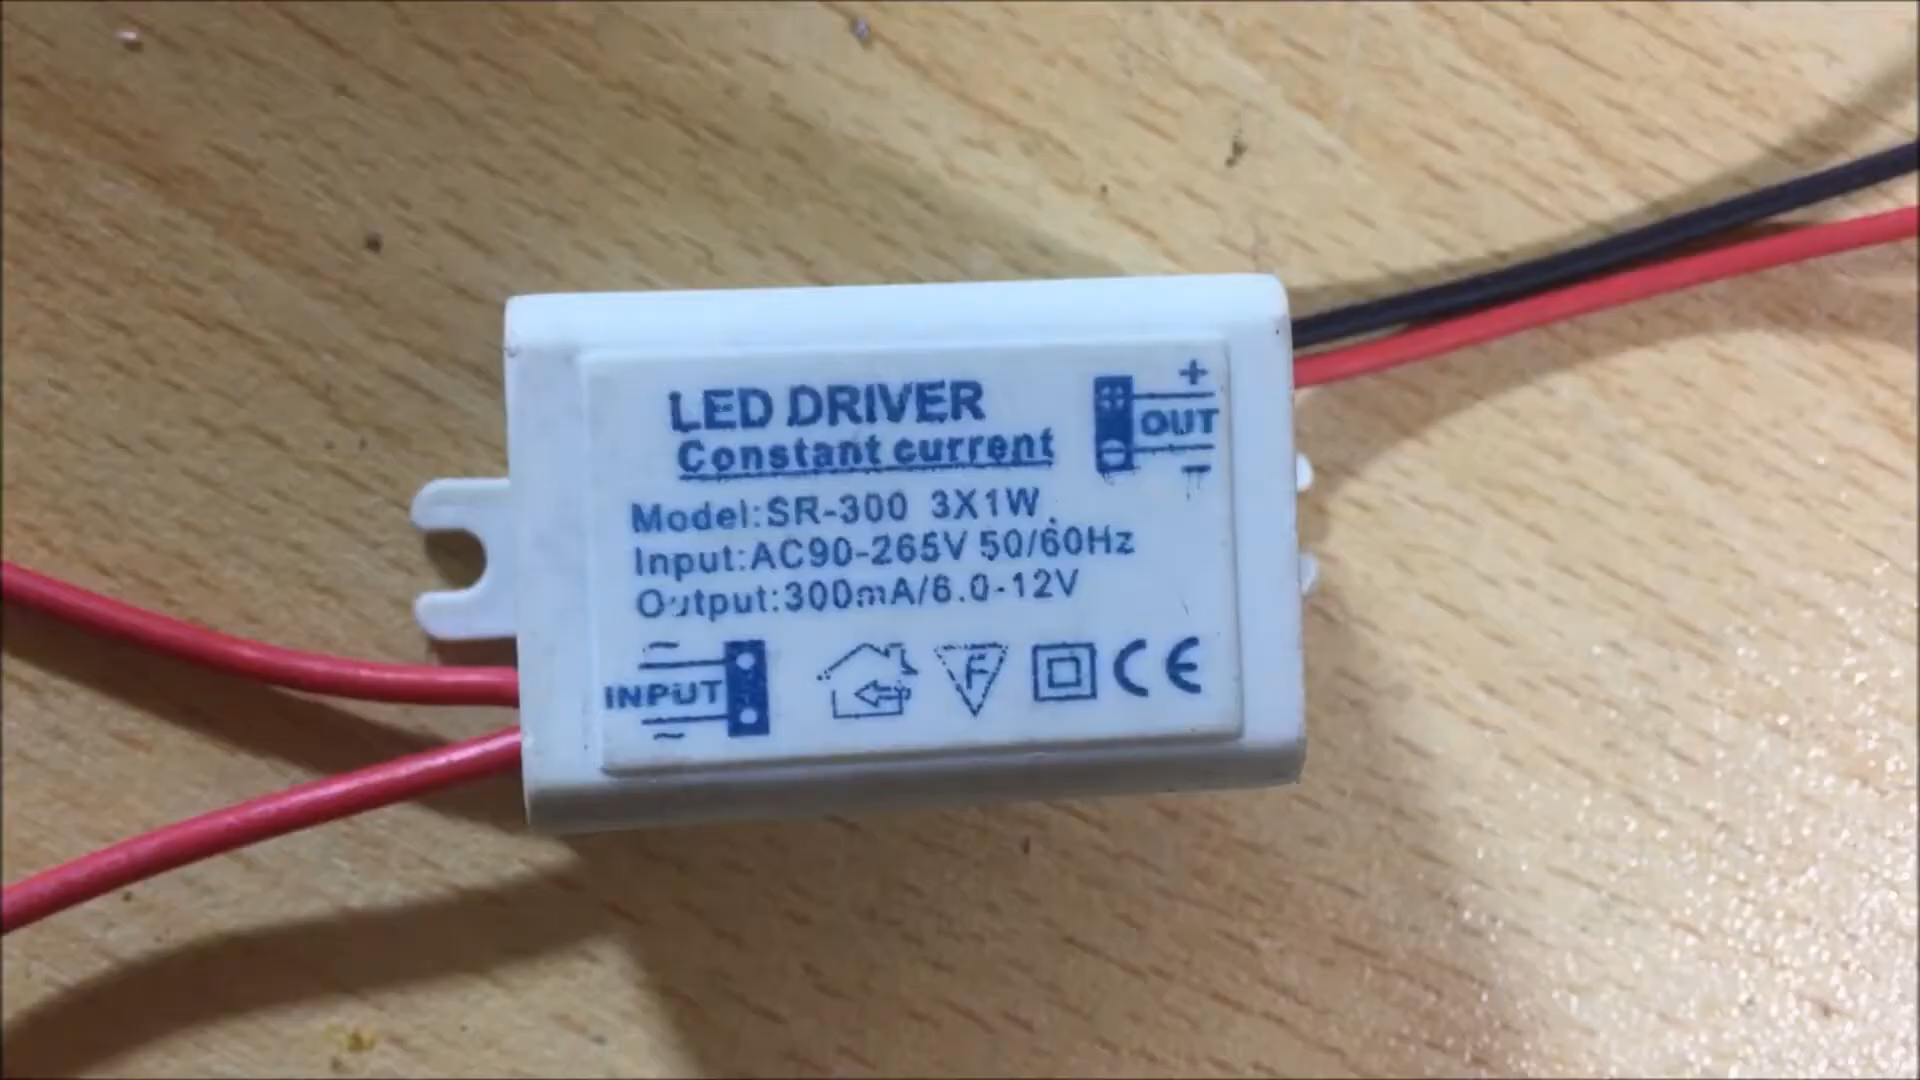 LED DRIVER
Constant current
+
OUT
-
Model:SR-300 3X1W
Input:AC90-265V 50/60Hz
Output:300mA/6.0-12V
~
INPUT
~
F
CE